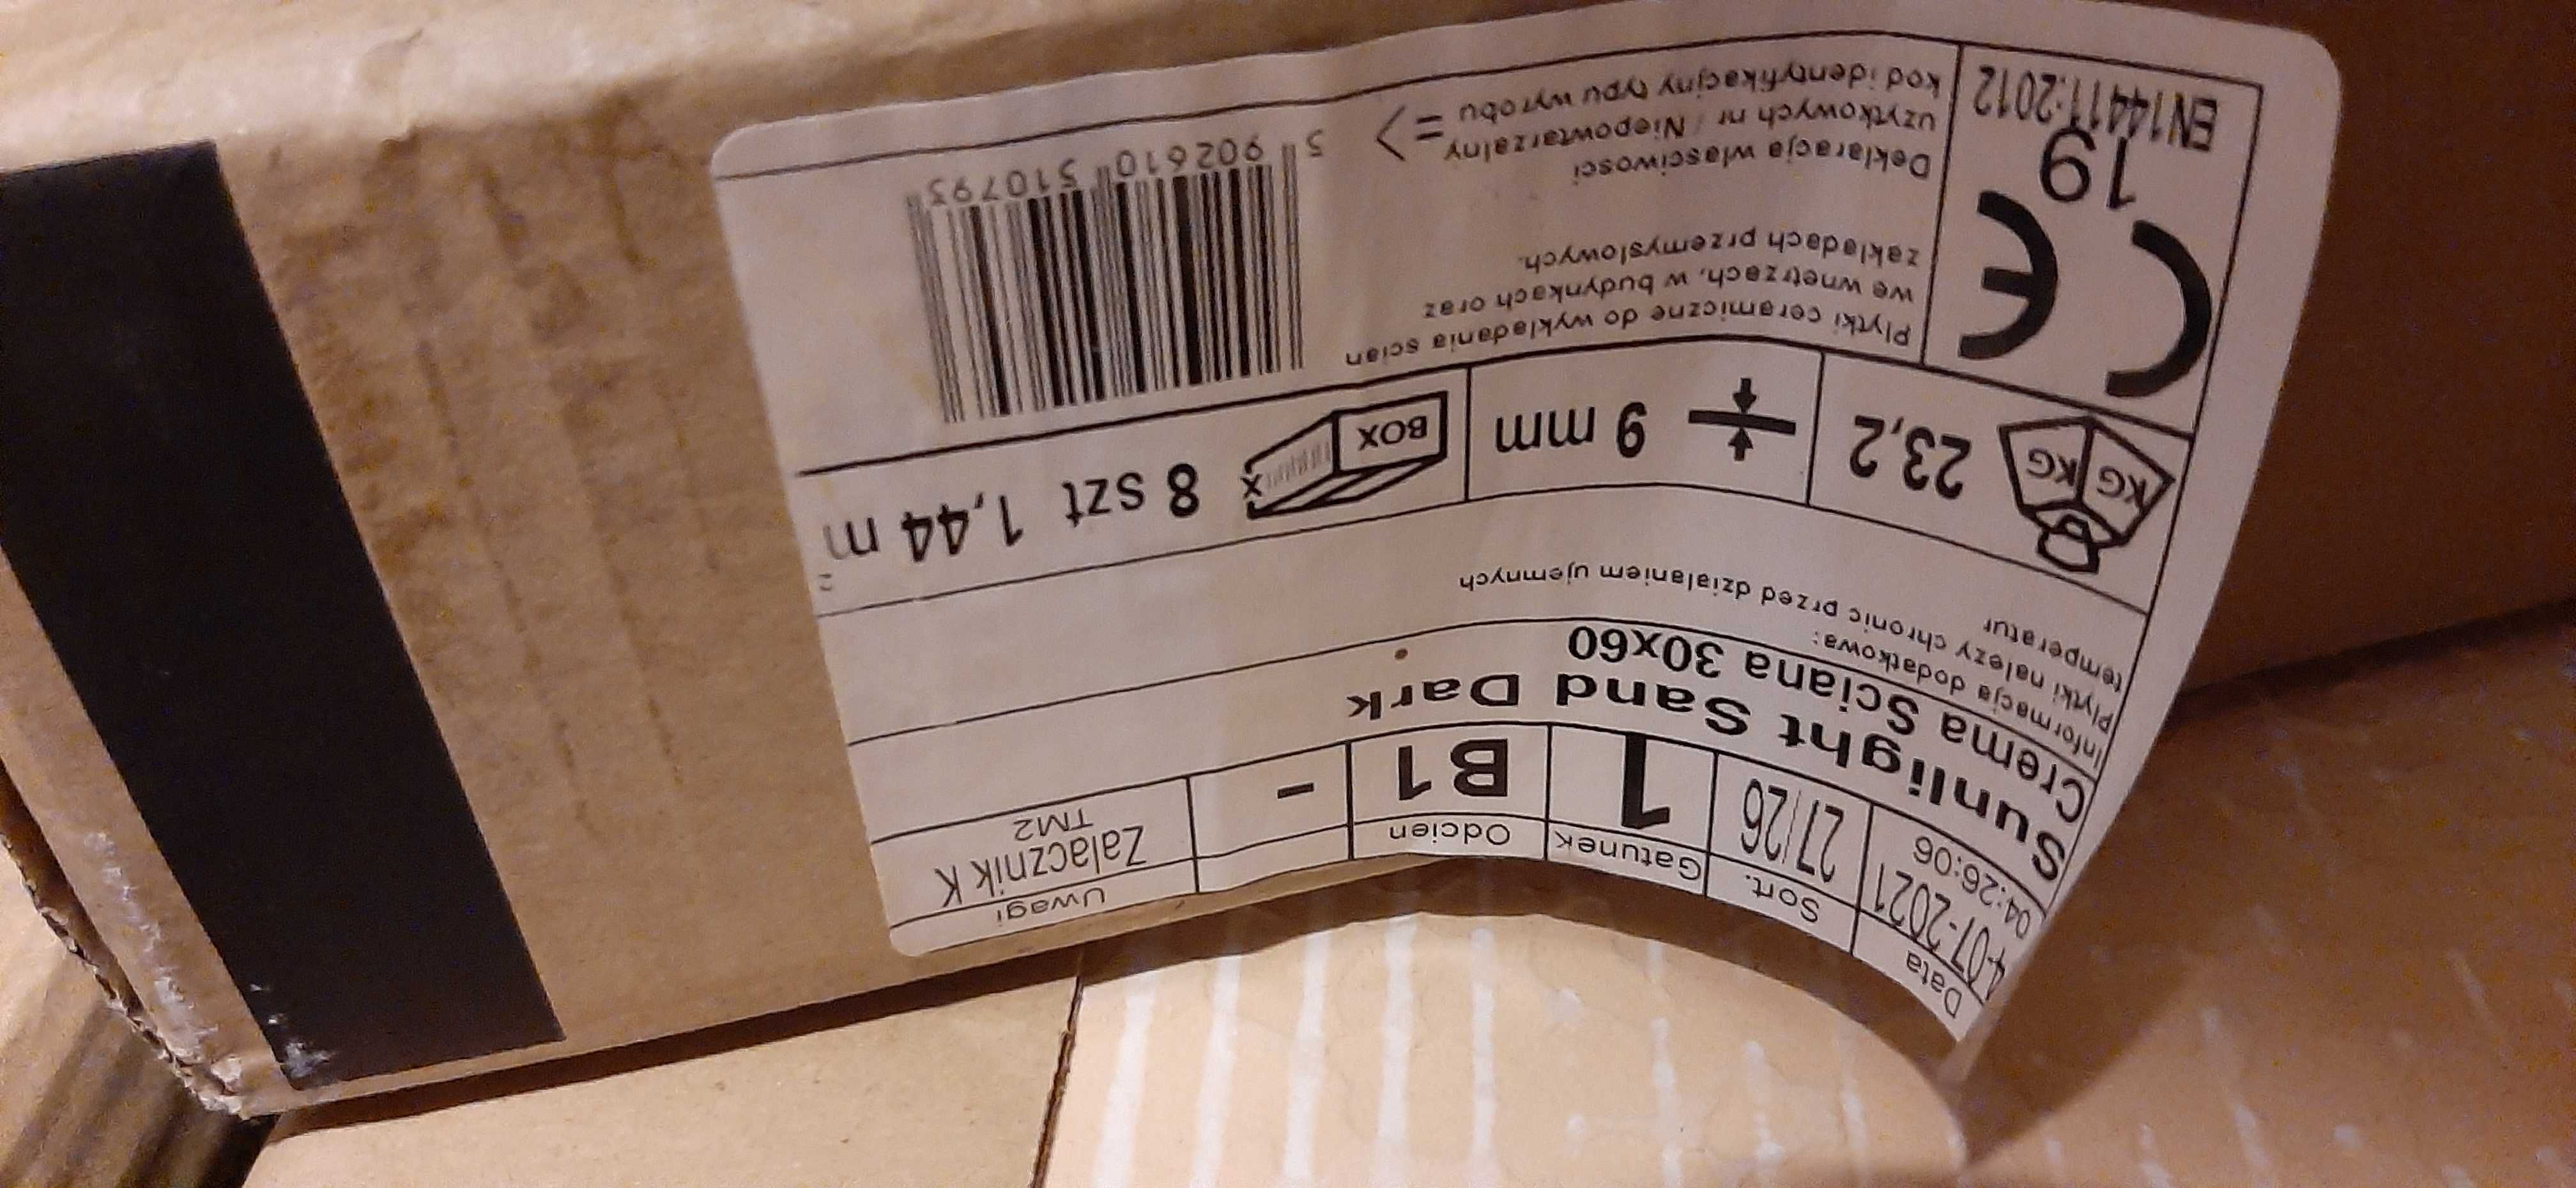 Data
4-07-2021
04:26:06
Sort.
27/26
Gatunek
1
Odcien
B1
-
Uwagi
Zalacznik K
TM2
Sunlight Sand Dark
Crema Sciana 30x60
Informacja dodatkowa:
Plytki nalezy chronic przed dzialaniem ujemnych
temperatur
KG KG
23,2
9 mm
BOX
X
8 szt 1,44 m²
CE
19
EN14411:2012
Plytki ceramiczne do wykladania scian
we wnetrzach, w budynkach oraz
zakladach przemyslowych.
Deklaracja wlasciwosci
uzytkowych nr / Niepowtarzalny
kod identyfikacyjny typu wyrobu
=>
5 902610 510793